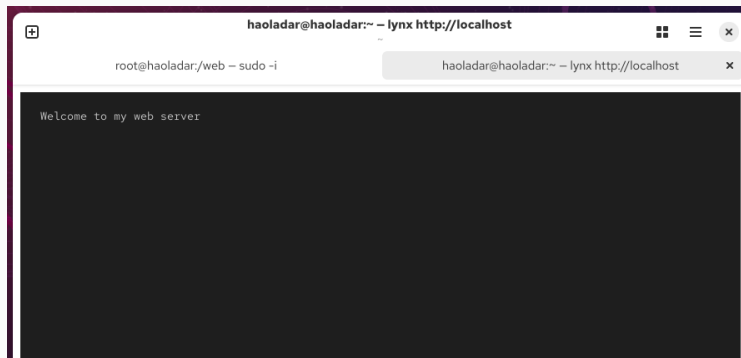 haoladar@haoladar:~ — lynx http://localhost
~
root@haoladar:/web — sudo -i
haoladar@haoladar:~ — lynx http://localhost
Welcome to my web server